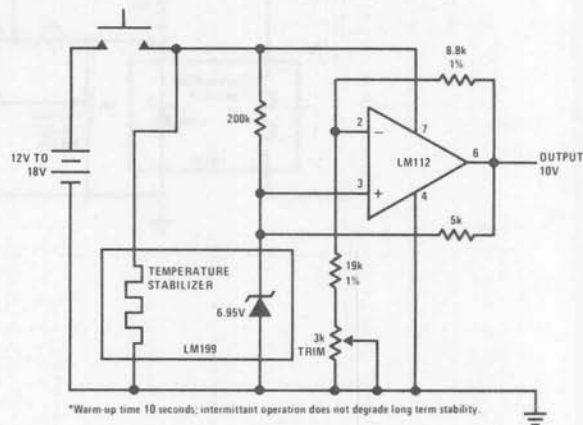 8.8k
1%
200k
2
7
12V TO
18V
LM112
6
OUTPUT
10V
3
4
5k
TEMPERATURE
STABILIZER
19k
1%
6.95V
3k
TRIM
LM199
*Warm-up time 10 seconds; intermittant operation does not degrade long term stability.